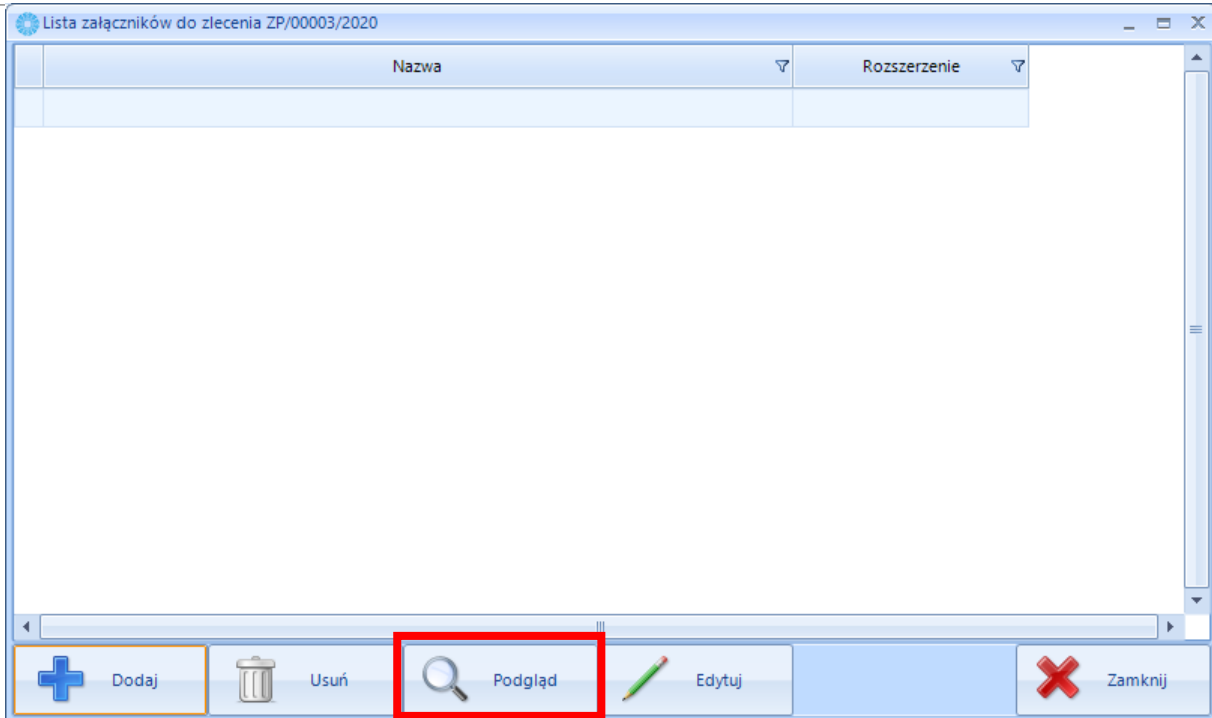 Lista załączników do zlecenia ZP/00003/2020
Nazwa Rozszerzenie
Dodaj Usuń Podgląd Edytuj Zamknij